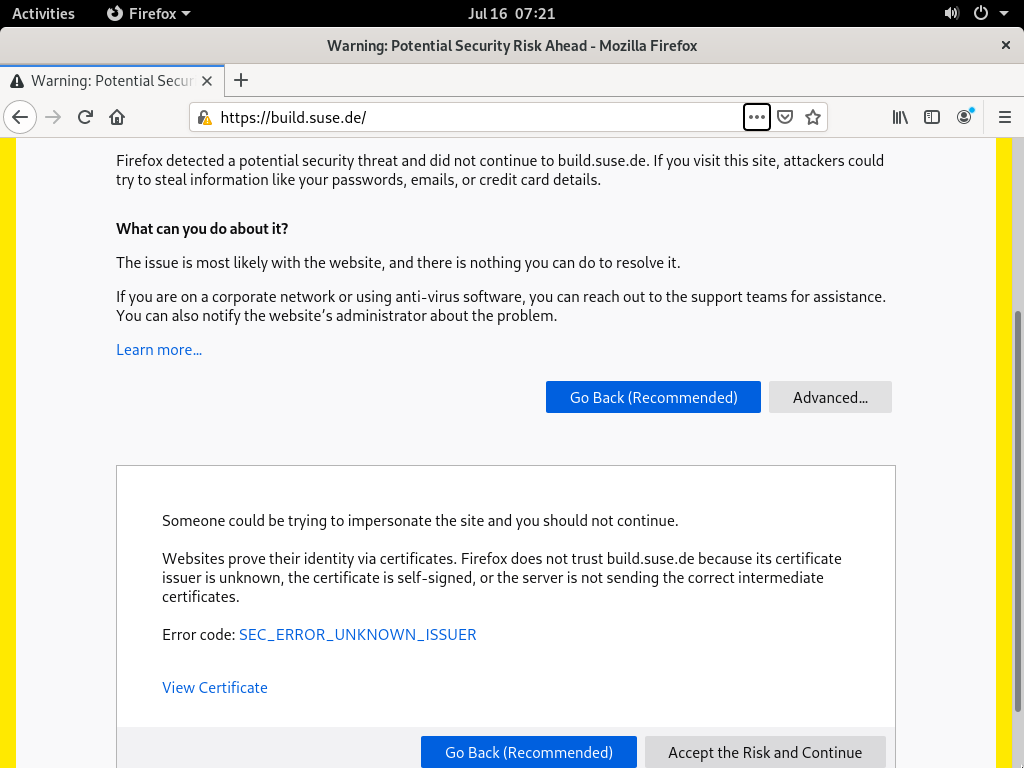 Activities Firefox Jul 16 07:21
Warning: Potential Security Risk Ahead - Mozilla Firefox
Warning: Potential Secur
https://build.suse.de/
Firefox detected a potential security threat and did not continue to build.suse.de. If you visit this site, attackers could
try to steal information like your passwords, emails, or credit card details.
What can you do about it?
The issue is most likely with the website, and there is nothing you can do to resolve it.
If you are on a corporate network or using anti-virus software, you can reach out to the support teams for assistance.
You can also notify the website’s administrator about the problem.
Learn more…
Go Back (Recommended) Advanced…
Someone could be trying to impersonate the site and you should not continue.
Websites prove their identity via certificates. Firefox does not trust build.suse.de because its certificate
issuer is unknown, the certificate is self-signed, or the server is not sending the correct intermediate
certificates.
Error code: SEC_ERROR_UNKNOWN_ISSUER
View Certificate
Go Back (Recommended) Accept the Risk and Continue